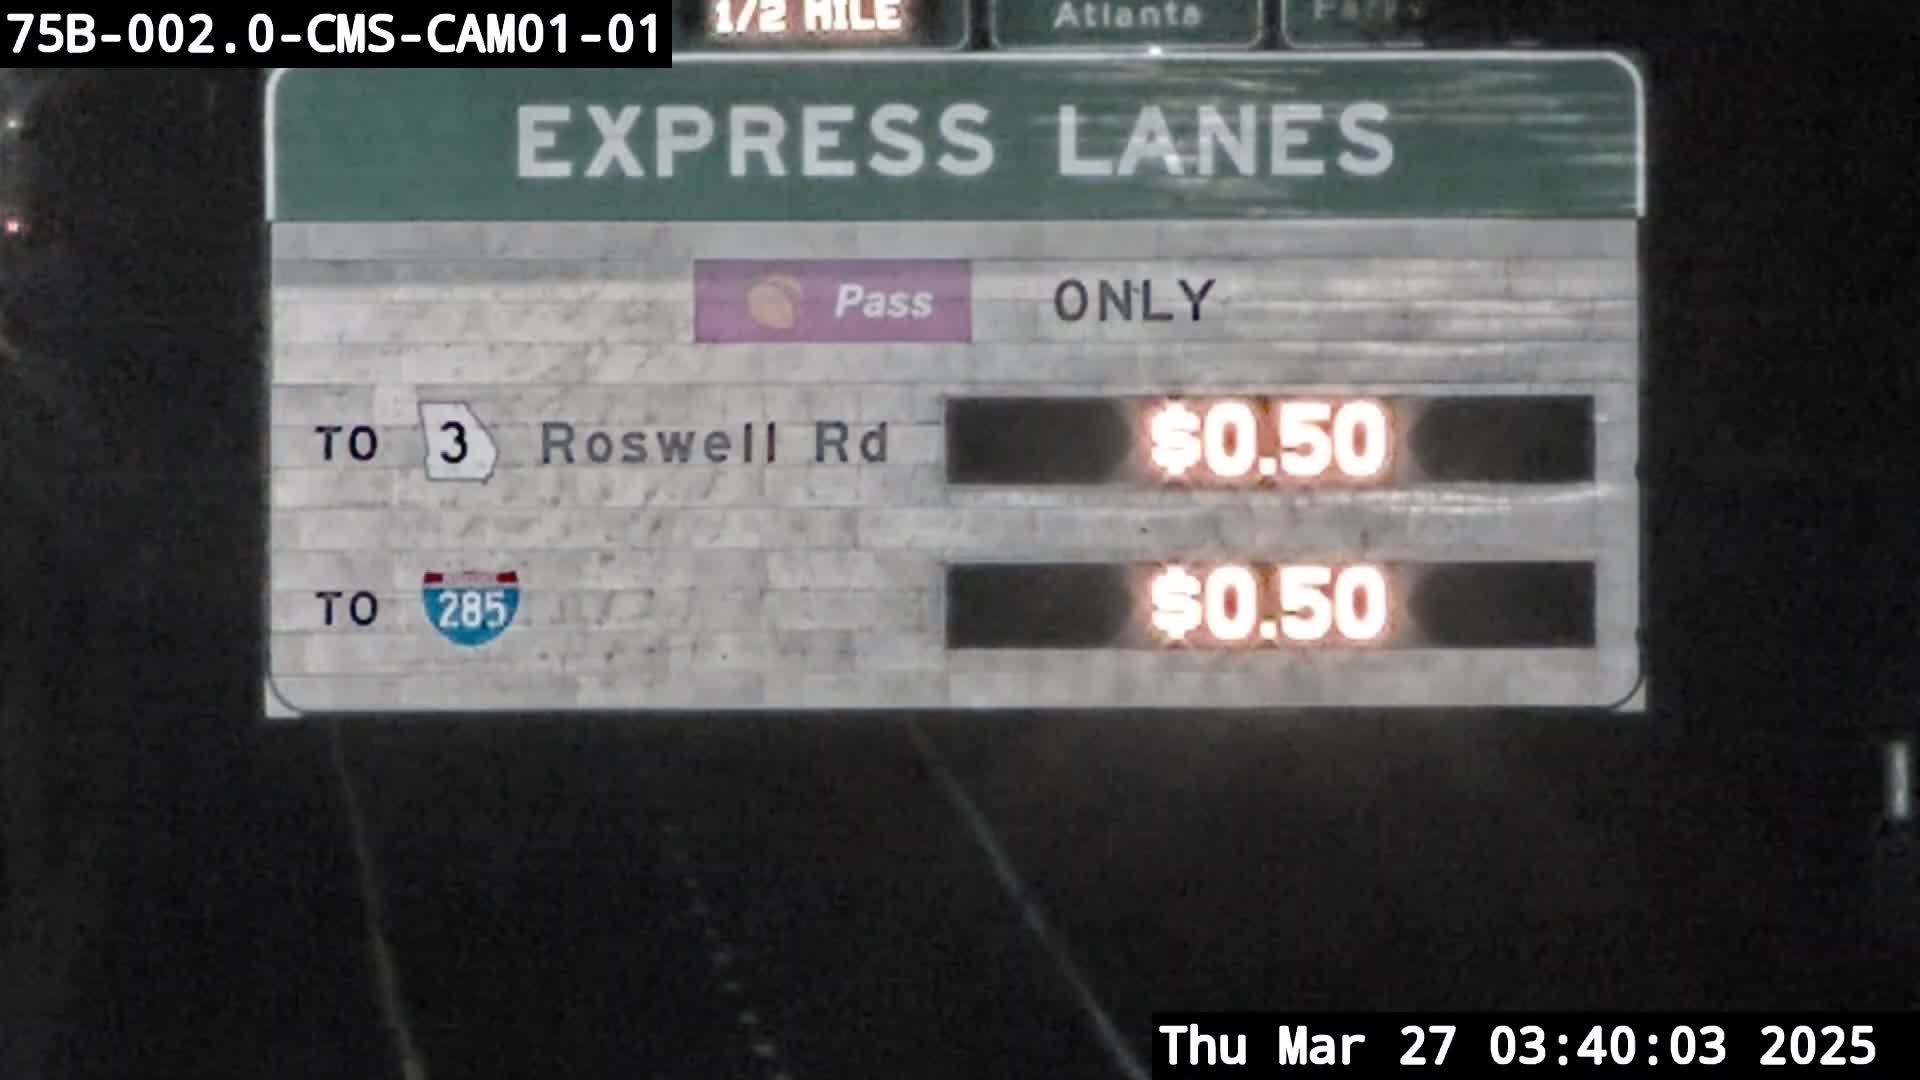 75B-002.0-CMS-CAM01-01
1/2 MILE
Atlanta
EXPRESS LANES
Pass ONLY
TO 3 Roswell Rd $0.50
TO 285 $0.50
Thu Mar 27 03:40:03 2025